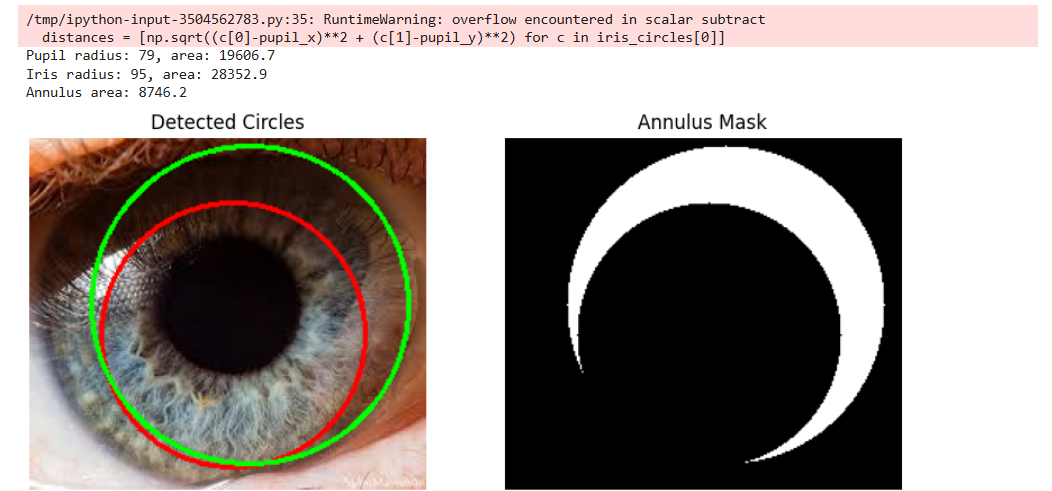 /tmp/ipython-input-3504562783.py:35: RuntimeWarning: overflow encountered in scalar subtract
  distances = [np.sqrt((c[0]-pupil_x)**2 + (c[1]-pupil_y)**2) for c in iris_circles[0]]
Pupil radius: 79, area: 19606.7
Iris radius: 95, area: 28352.9
Annulus area: 8746.2
Detected Circles
Annulus Mask